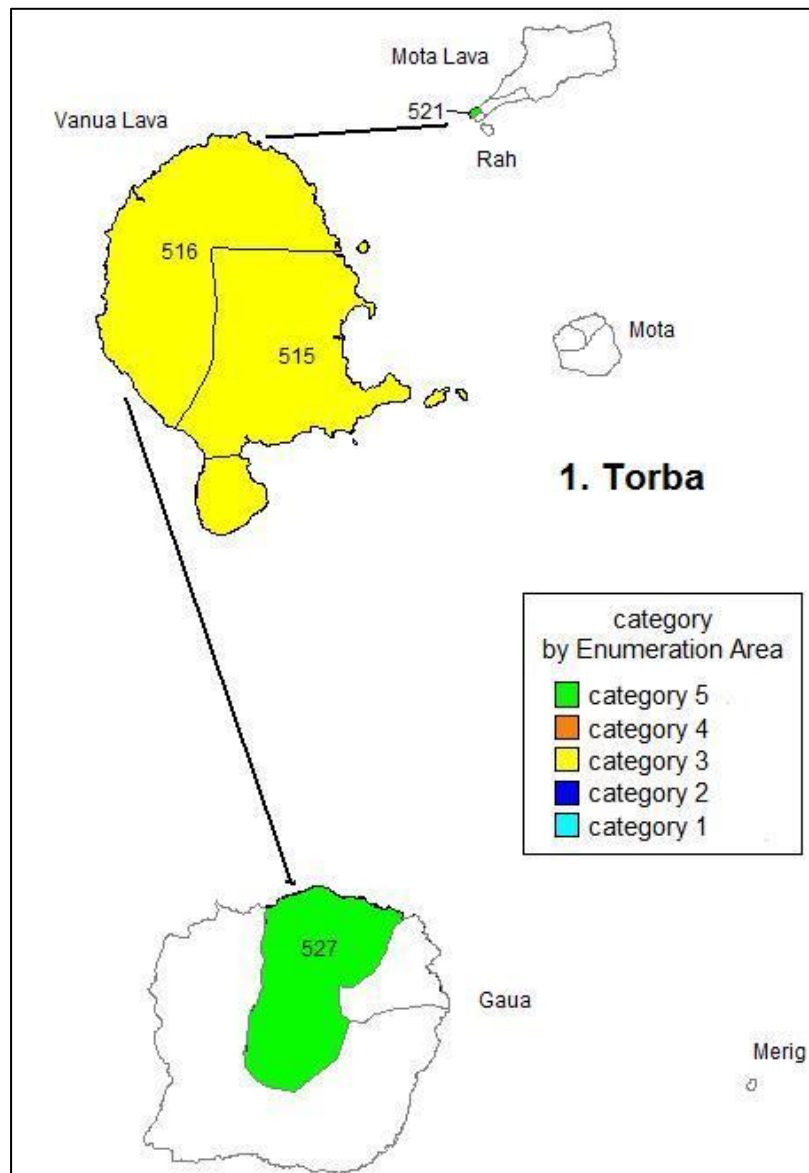 Mota Lava
521
Vanua Lava
Rah
516
Mota
515
1. Torba
category
by Enumeration Area
category 5
category 4
category 3
category 2
category 1
527
Gaua
Merig